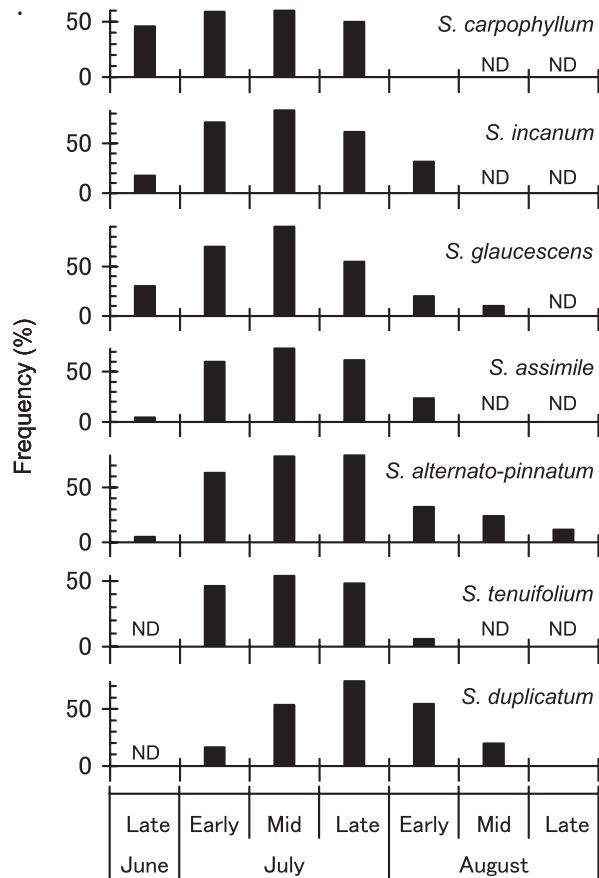 50
0
S. carpophyllum
ND ND
50
0
S. incanum
ND ND
50
0
S. glaucescens
ND
50
0
S. assimile
ND ND
50
0
S. alternato-pinnatum
50
0
S. tenuifolium
ND ND ND
50
0
S. duplicatum
ND
Frequency (%)
Late Early Mid Late Early Mid Late
June July August